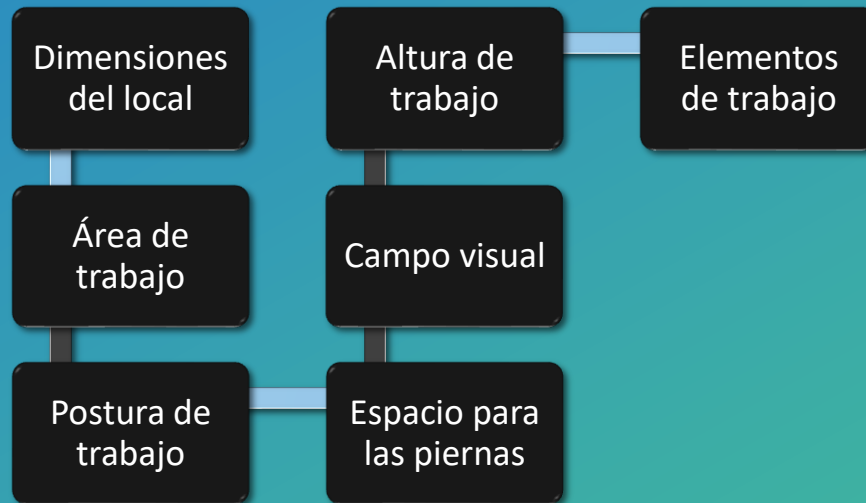 Dimensiones
del local
Área de
trabajo
Postura de
trabajo
Espacio para
las piernas
Campo visual
Altura de
trabajo
Elementos
de trabajo